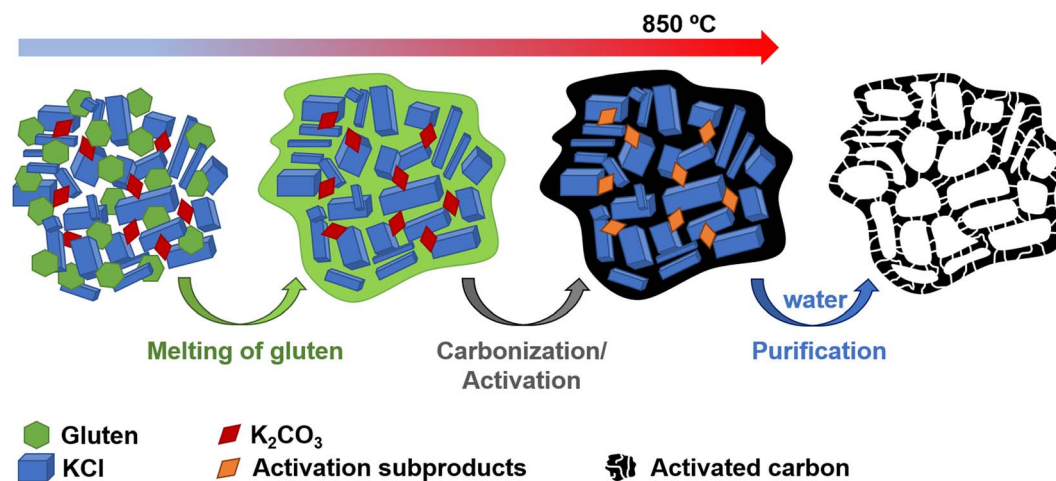 850 ºC
water
Melting of gluten
Carbonization/
Activation
Purification
Gluten
K₂CO₃
KCl
Activation subproducts
Activated carbon